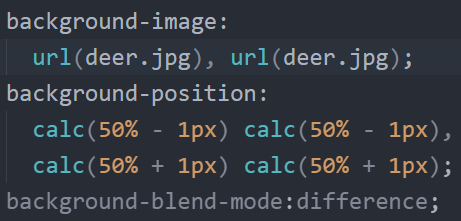 background-image:
url(deer.jpg), url(deer.jpg);
background-position:
calc(50% - 1px) calc(50% - 1px),
calc(50% + 1px) calc(50% + 1px);
background-blend-mode:difference;